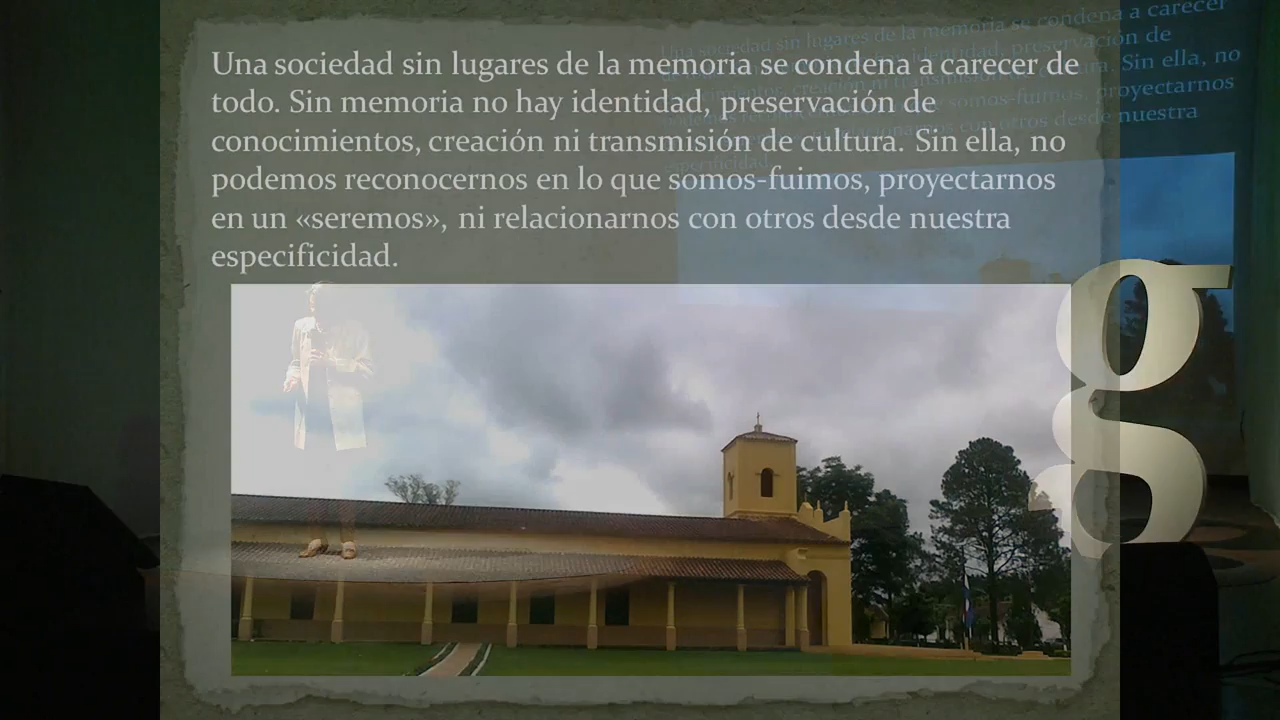 Una sociedad sin lugares de la memoria se condena a carecer de
todo. Sin memoria no hay identidad, preservación de
conocimientos, creación ni transmisión de cultura. Sin ella, no
podemos reconocernos en lo que somos-fuimos, proyectarnos
en un «seremos», ni relacionarnos con otros desde nuestra
especificidad.
g